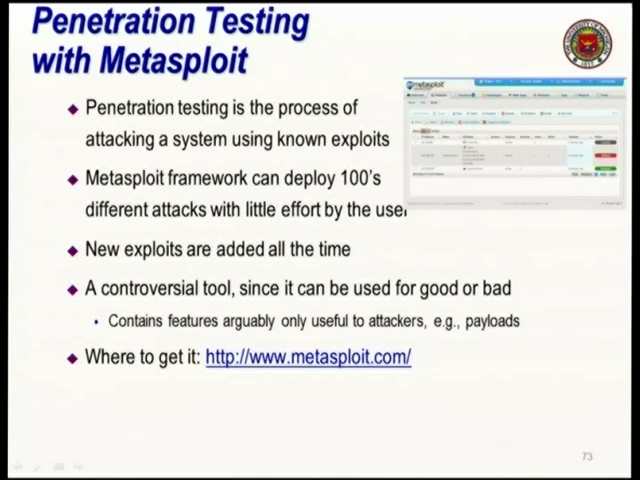 Penetration Testing
with Metasploit
Penetration testing is the process of
attacking a system using known exploits
Metasploit framework can deploy 100's
different attacks with little effort by the user
New exploits are added all the time
A controversial tool, since it can be used for good or bad
Contains features arguably only useful to attackers, e.g., payloads
Where to get it: http://www.metasploit.com/
metasploit
73